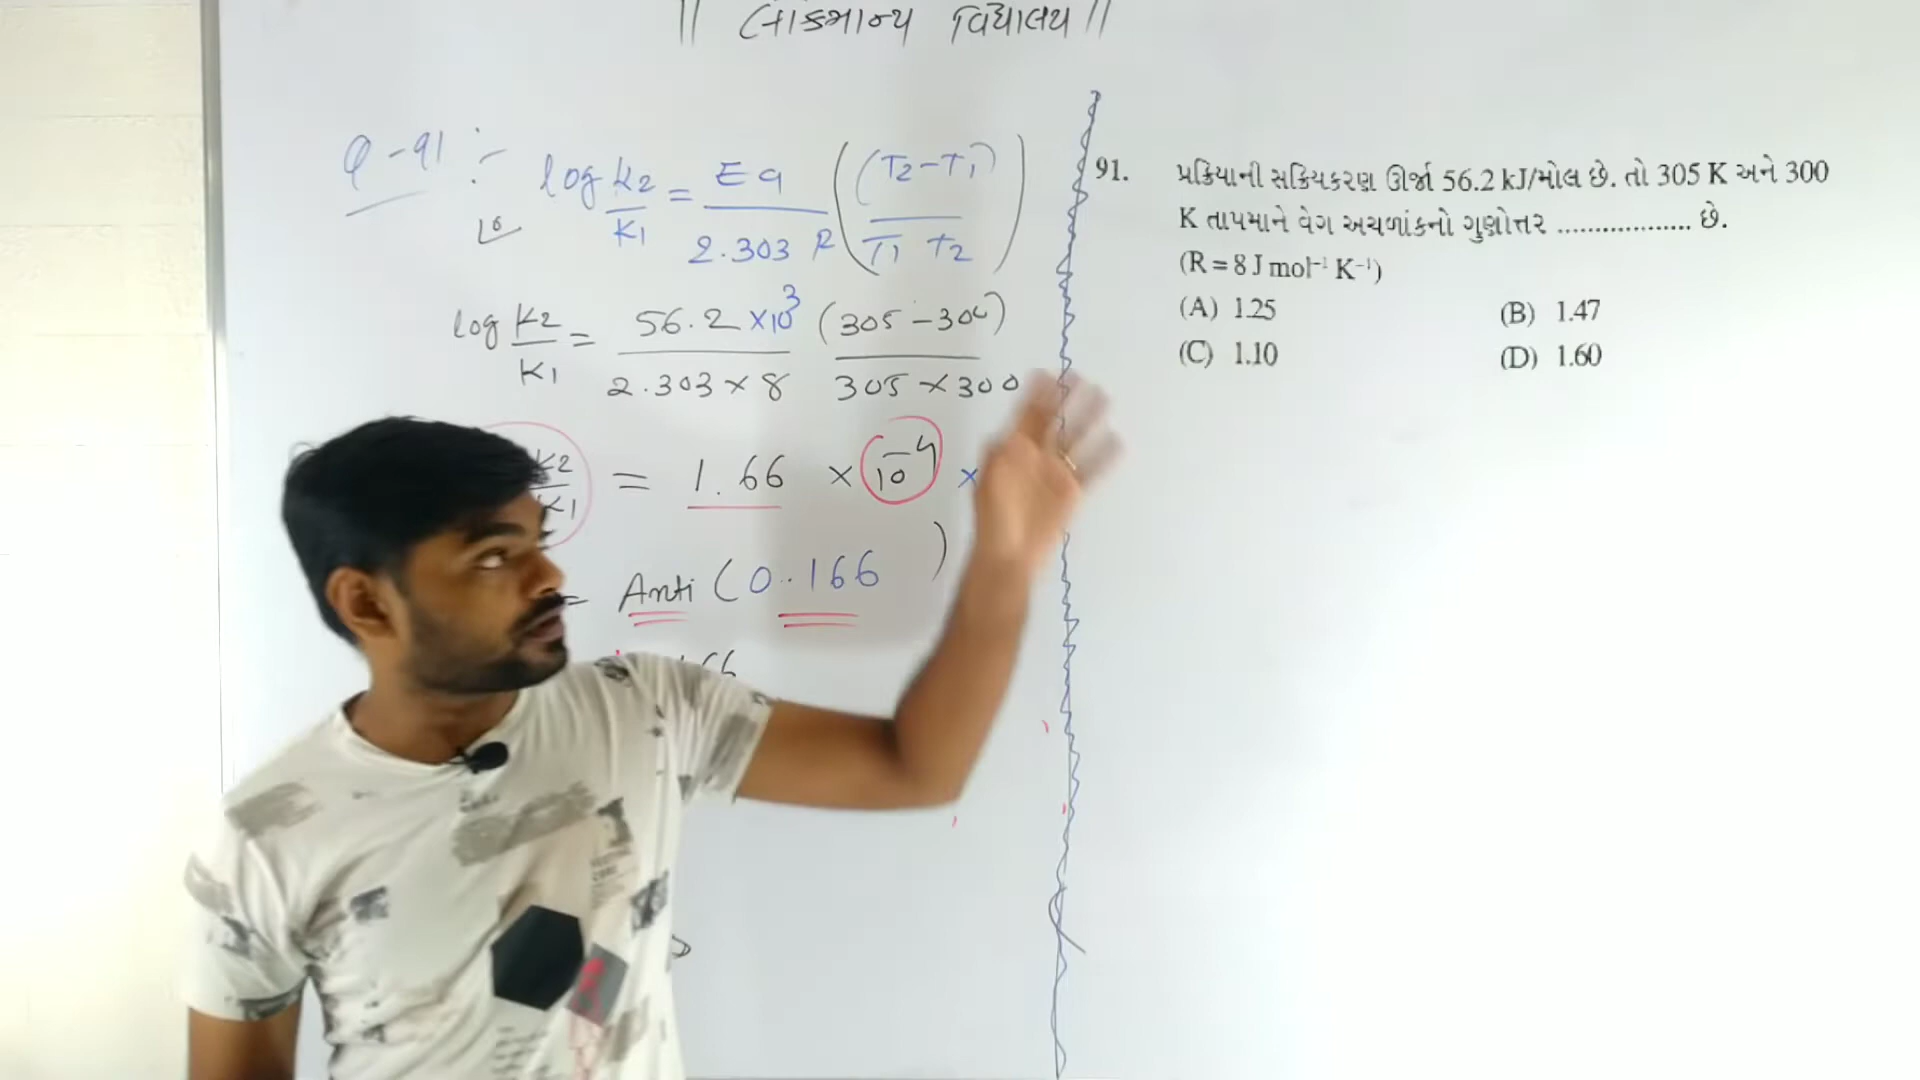 || લોકમાન્ય વિદ્યાલય ||
Q-91 :- log K2/K1 = Ea/2.303 R ((T2-T1)/T1 T2)
log K2/K1 = 56.2 × 10³/2.303 × 8 (305-300)/305 × 300
K2/K1 = 1.66 × 10⁻⁴ ×
= Anti (0.166)
91. પ્રક્રિયાની સક્રિયકરણ ઊર્જા 56.2 kJ/મોલ છે. તો 305 K અને 300
K તાપમાને વેગ અચળાંકનો ગુણોત્તર .................. છે.
(R = 8 J mol⁻¹ K⁻¹)
(A) 1.25 (B) 1.47
(C) 1.10 (D) 1.60